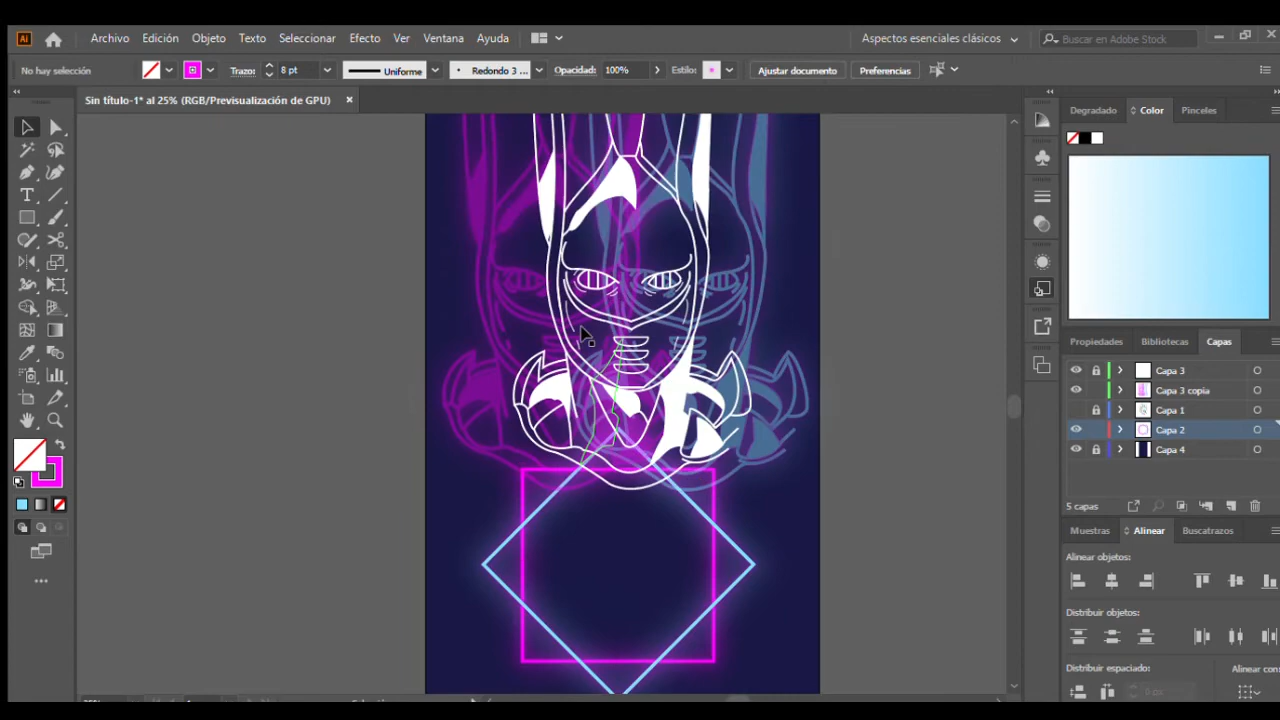 Ai
Archivo Edición Objeto Texto Seleccionar Efecto Ver Ventana Ayuda
Aspectos esenciales clásicos
Buscar en Adobe Stock
No hay selección
Trazo: 8 pt
Uniforme
Redondo 3 ...
Opacidad: 100%
Estilo:
Ajustar documento
Preferencias
Sin título-1* al 25% (RGB/Previsualización de GPU)
Degradado Color Pinceles
Propiedades Bibliotecas Capas
Capa 3
Capa 3 copia
Capa 1
Capa 2
Capa 4
5 capas
Muestras Alinear Buscatrazos
Alinear objetos:
Distribuir objetos:
Distribuir espaciado:
Alinear con
0 px